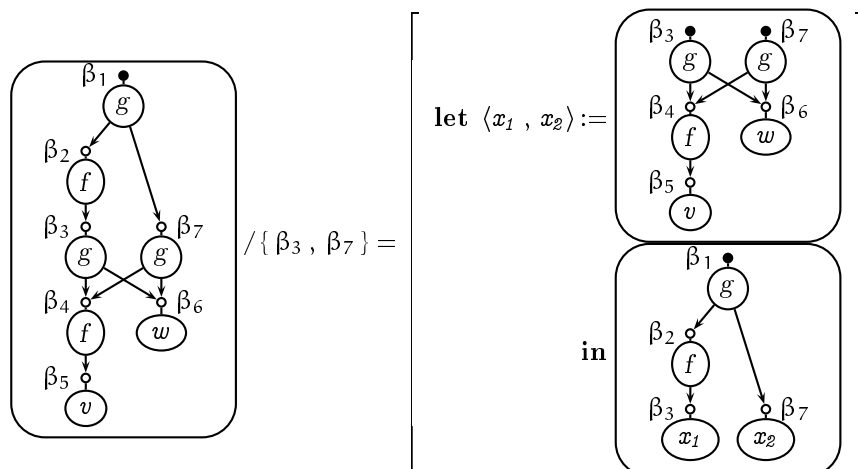 β1
g
β2
f
β3 β7
g g
β4 β6
f w
β5
v
/{ β3 , β7 } =
let ⟨x1 , x2⟩ :=
β3 β7
g g
β4 β6
f w
β5
v
in
β1
g
β2
f
β3 β7
x1 x2